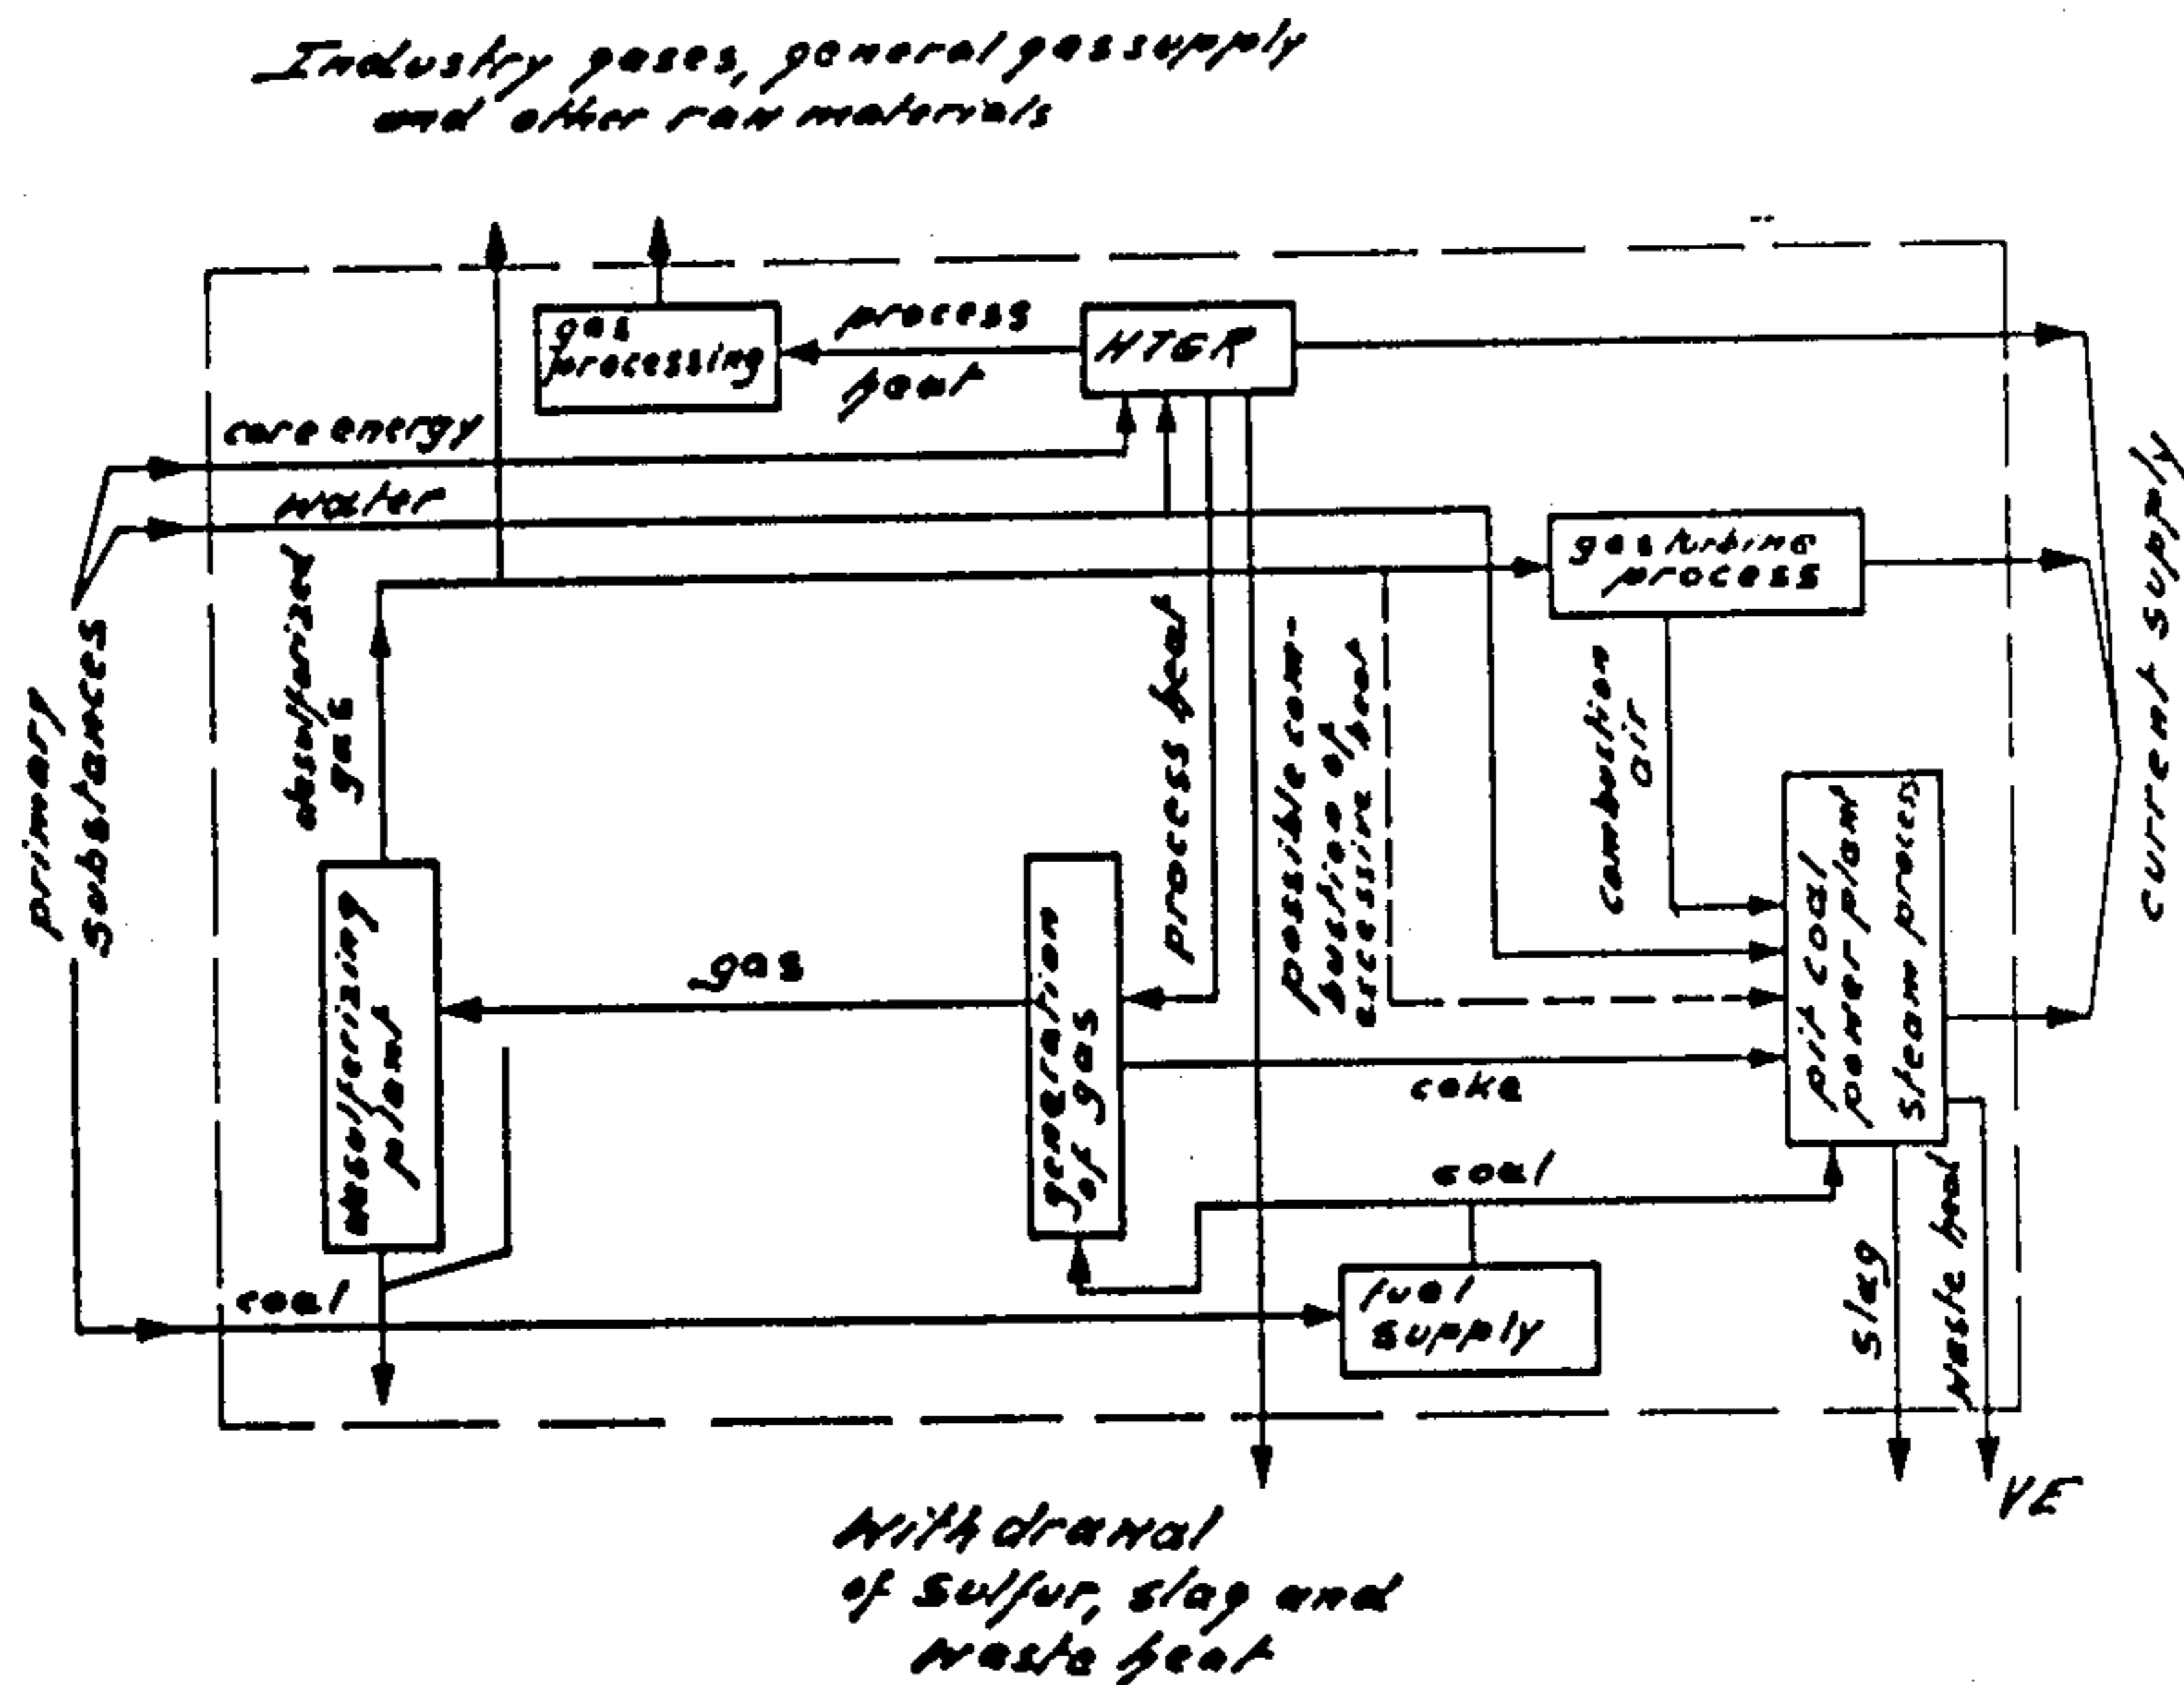 Industry gases, general gas supply
and other raw materials
gas
processing
process
heat
HTGR
core energy
water
gas turbine
process
desulfurized
gas
process heat
possible com-
bustion of gas
excessive
combustion
air
current supply
primary
substances
desulforizing
plant
gas
generation
of gas
coke
pit coal
power plant
steam process
coal
coal
fuel
supply
slag
waste heat
VE
Withdrawal
of sulfur, slag and
waste heat